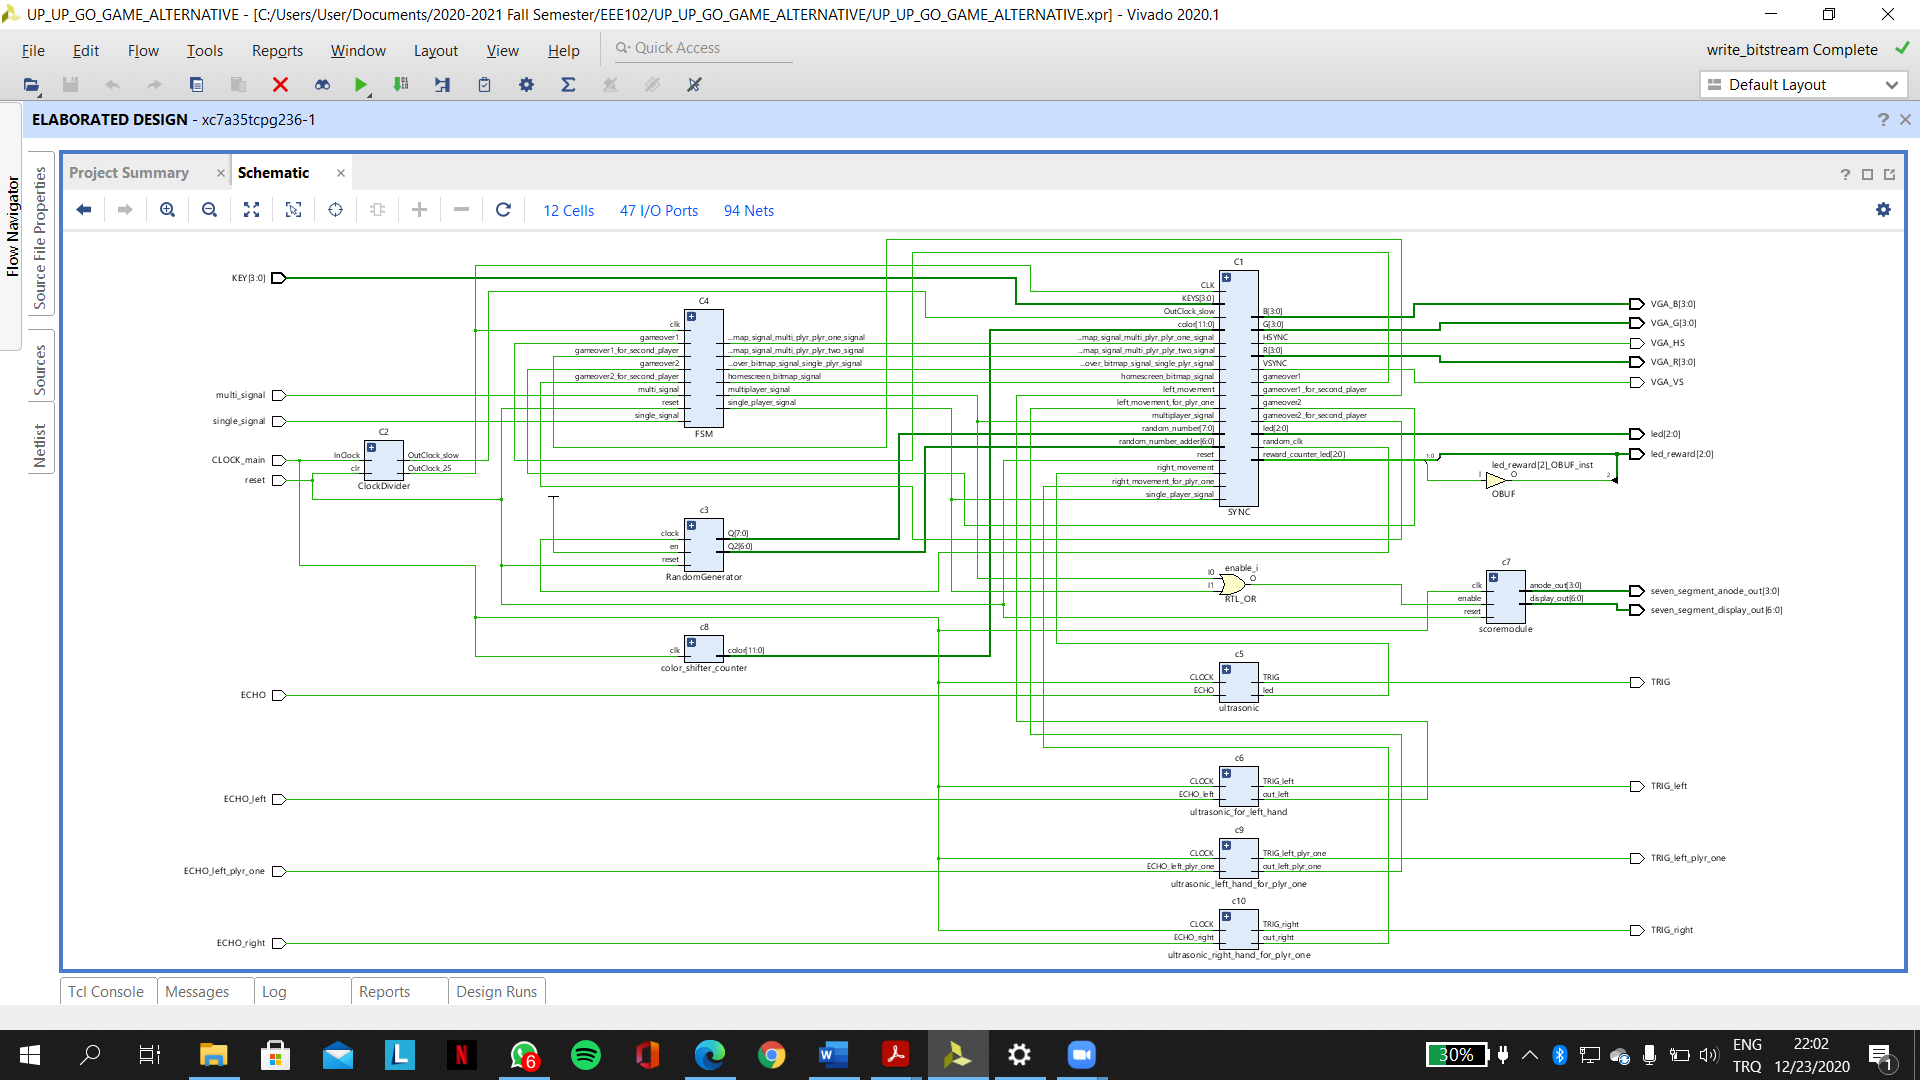 UP_UP_GO_GAME_ALTERNATIVE - [C:/Users/User/Documents/2020-2021 Fall Semester/EEE102/UP_UP_GO_GAME_ALTERNATIVE/UP_UP_GO_GAME_ALTERNATIVE.xpr] - Vivado 2020.1
File Edit Flow Tools Reports Window Layout View Help Quick Access
write_bitstream Complete
Default Layout
ELABORATED DESIGN - xc7a35tcpg236-1
Flow Navigator
Source File Properties
Sources
Netlist
Project Summary
Schematic
12 Cells 47 I/O Ports 94 Nets
KEY[3:0]
multi_signal
single_signal
CLOCK_main
reset
ECHO
ECHO_left
ECHO_left_plyr_one
ECHO_right
C2
InClock
clr
OutClock_slow
OutClock_25
ClockDivider
C4
clk
gameover1
gameover1_for_second_player
gameover2
gameover2_for_second_player
multi_signal
reset
single_signal
...map_signal_multi_plyr_plyr_one_signal
...map_signal_multi_plyr_plyr_two_signal
...over_bitmap_signal_single_plyr_signal
homescreen_bitmap_signal
multiplayer_signal
single_player_signal
FSM
c3
clock
en
reset
Q[7:0]
Q2[6:0]
RandomGenerator
c8
clk
color[11:0]
color_shifter_counter
C1
CLK
KEYS[3:0]
OutClock_slow
color[11:0]
...map_signal_multi_plyr_plyr_one_signal
...map_signal_multi_plyr_plyr_two_signal
...over_bitmap_signal_single_plyr_signal
homescreen_bitmap_signal
left_movement
left_movement_for_plyr_one
multiplayer_signal
random_number[7:0]
random_number_adder[6:0]
reset
right_movement
right_movement_for_plyr_one
single_player_signal
B[3:0]
G[3:0]
HSYNC
R[3:0]
VSYNC
gameover1
gameover1_for_second_player
gameover2
gameover2_for_second_player
led[2:0]
random_clk
reward_counter_led[2:0]
SYNC
1:0
led_reward[2]_OBUF_inst
I
O
2
OBUF
enable_i
I0
I1
O
RTL_OR
c7
clk
enable
reset
anode_out[3:0]
display_out[6:0]
scoremodule
c5
CLOCK
ECHO
TRIG
led
ultrasonic
c6
CLOCK
ECHO_left
TRIG_left
out_left
ultrasonic_for_left_hand
c9
CLOCK
ECHO_left_plyr_one
TRIG_left_plyr_one
out_left_plyr_one
ultrasonic_left_hand_for_plyr_one
c10
CLOCK
ECHO_right
TRIG_right
out_right
ultrasonic_right_hand_for_plyr_one
VGA_B[3:0]
VGA_G[3:0]
VGA_HS
VGA_R[3:0]
VGA_VS
led[2:0]
led_reward[2:0]
seven_segment_anode_out[3:0]
seven_segment_display_out[6:0]
TRIG
TRIG_left
TRIG_left_plyr_one
TRIG_right
Tcl Console Messages Log Reports Design Runs
6
30%
ENG
TRQ
22:02
12/23/2020
1